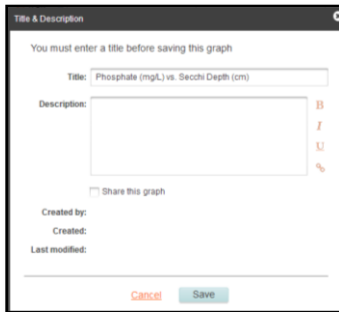 Title & Description
You must enter a title before saving this graph
Title: Phosphate (mg/L) vs. Secchi Depth (cm)
Description:
B
I
U
Share this graph
Created by:
Created:
Last modified:
Cancel Save